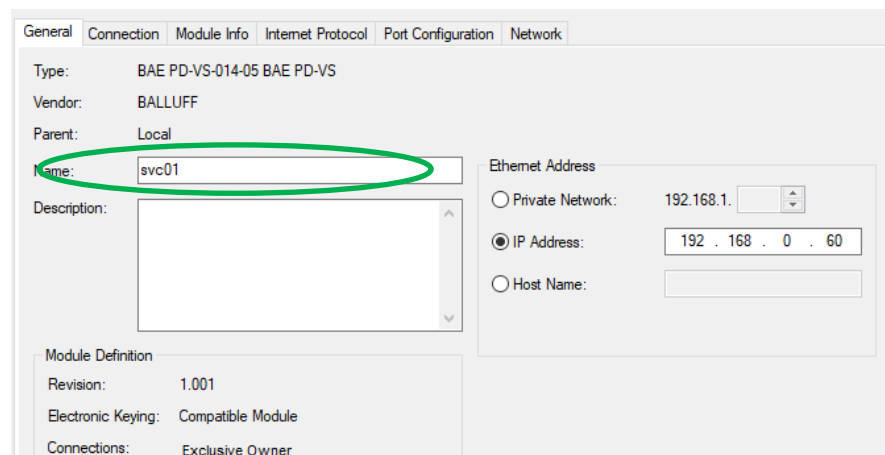 General Connection Module Info Internet Protocol Port Configuration Network
Type: BAE PD-VS-014-05 BAE PD-VS
Vendor: BALLUFF
Parent: Local
Name: svc01
Description:
Ethernet Address
Private Network: 192.168.1.
IP Address: 192 . 168 . 0 . 60
Host Name:
Module Definition
Revision: 1.001
Electronic Keying: Compatible Module
Connections: Exclusive Owner